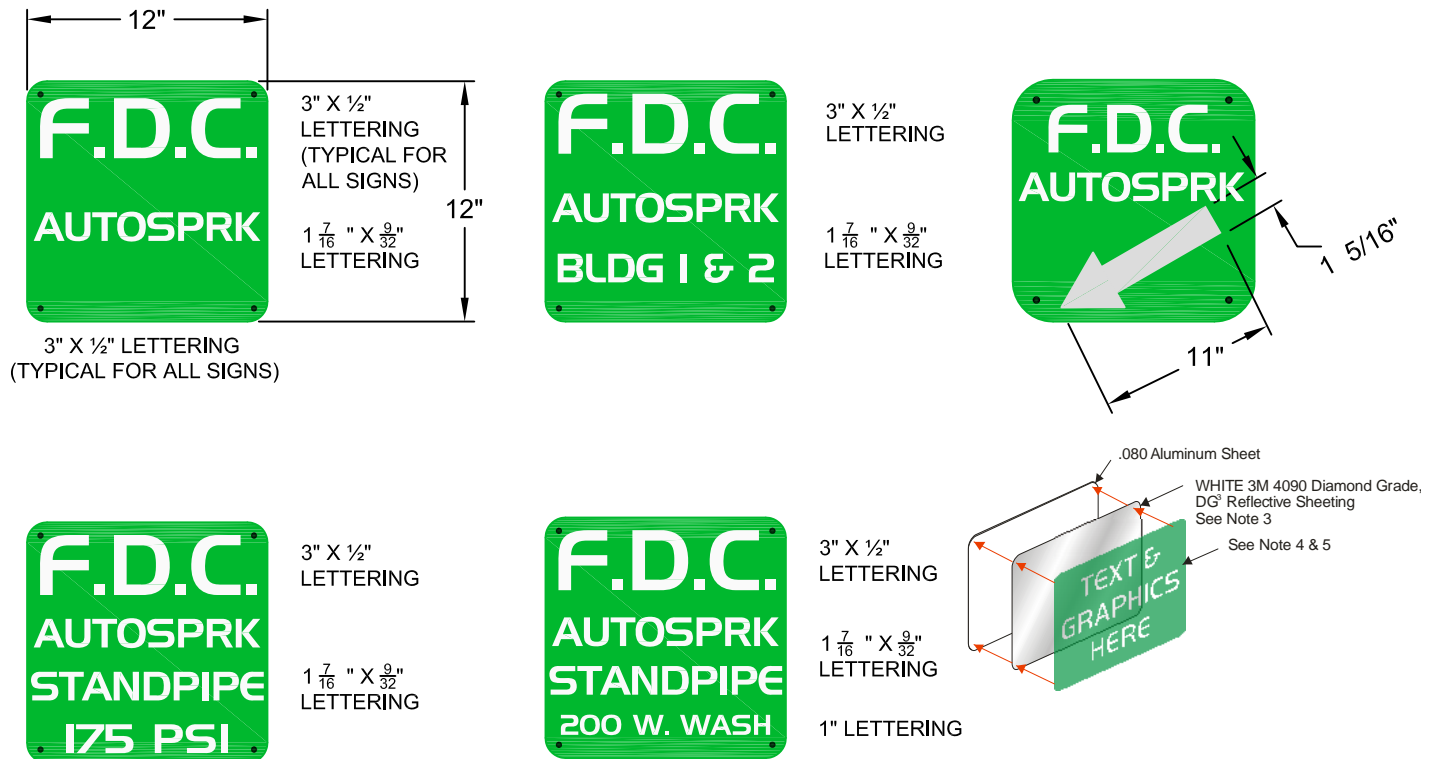 12"
F.D.C.
AUTOSPRK
3" X ½"
LETTERING
(TYPICAL FOR
ALL SIGNS)
12"
1 7/16 " X 9/32"
LETTERING
3" X ½" LETTERING
(TYPICAL FOR ALL SIGNS)
F.D.C.
AUTOSPRK
BLDG 1 & 2
3" X ½"
LETTERING
1 7/16 " X 9/32"
LETTERING
F.D.C.
AUTOSPRK
1 5/16"
11"
F.D.C.
AUTOSPRK
STANDPIPE
175 PSI
3" X ½"
LETTERING
1 7/16 " X 9/32"
LETTERING
F.D.C.
AUTOSPRK
STANDPIPE
200 W. WASH
3" X ½"
LETTERING
1 7/16 " X 9/32"
LETTERING
1" LETTERING
.080 Aluminum Sheet
WHITE 3M 4090 Diamond Grade,
DG³ Reflective Sheeting
See Note 3
See Note 4 & 5
TEXT &
GRAPHICS
HERE